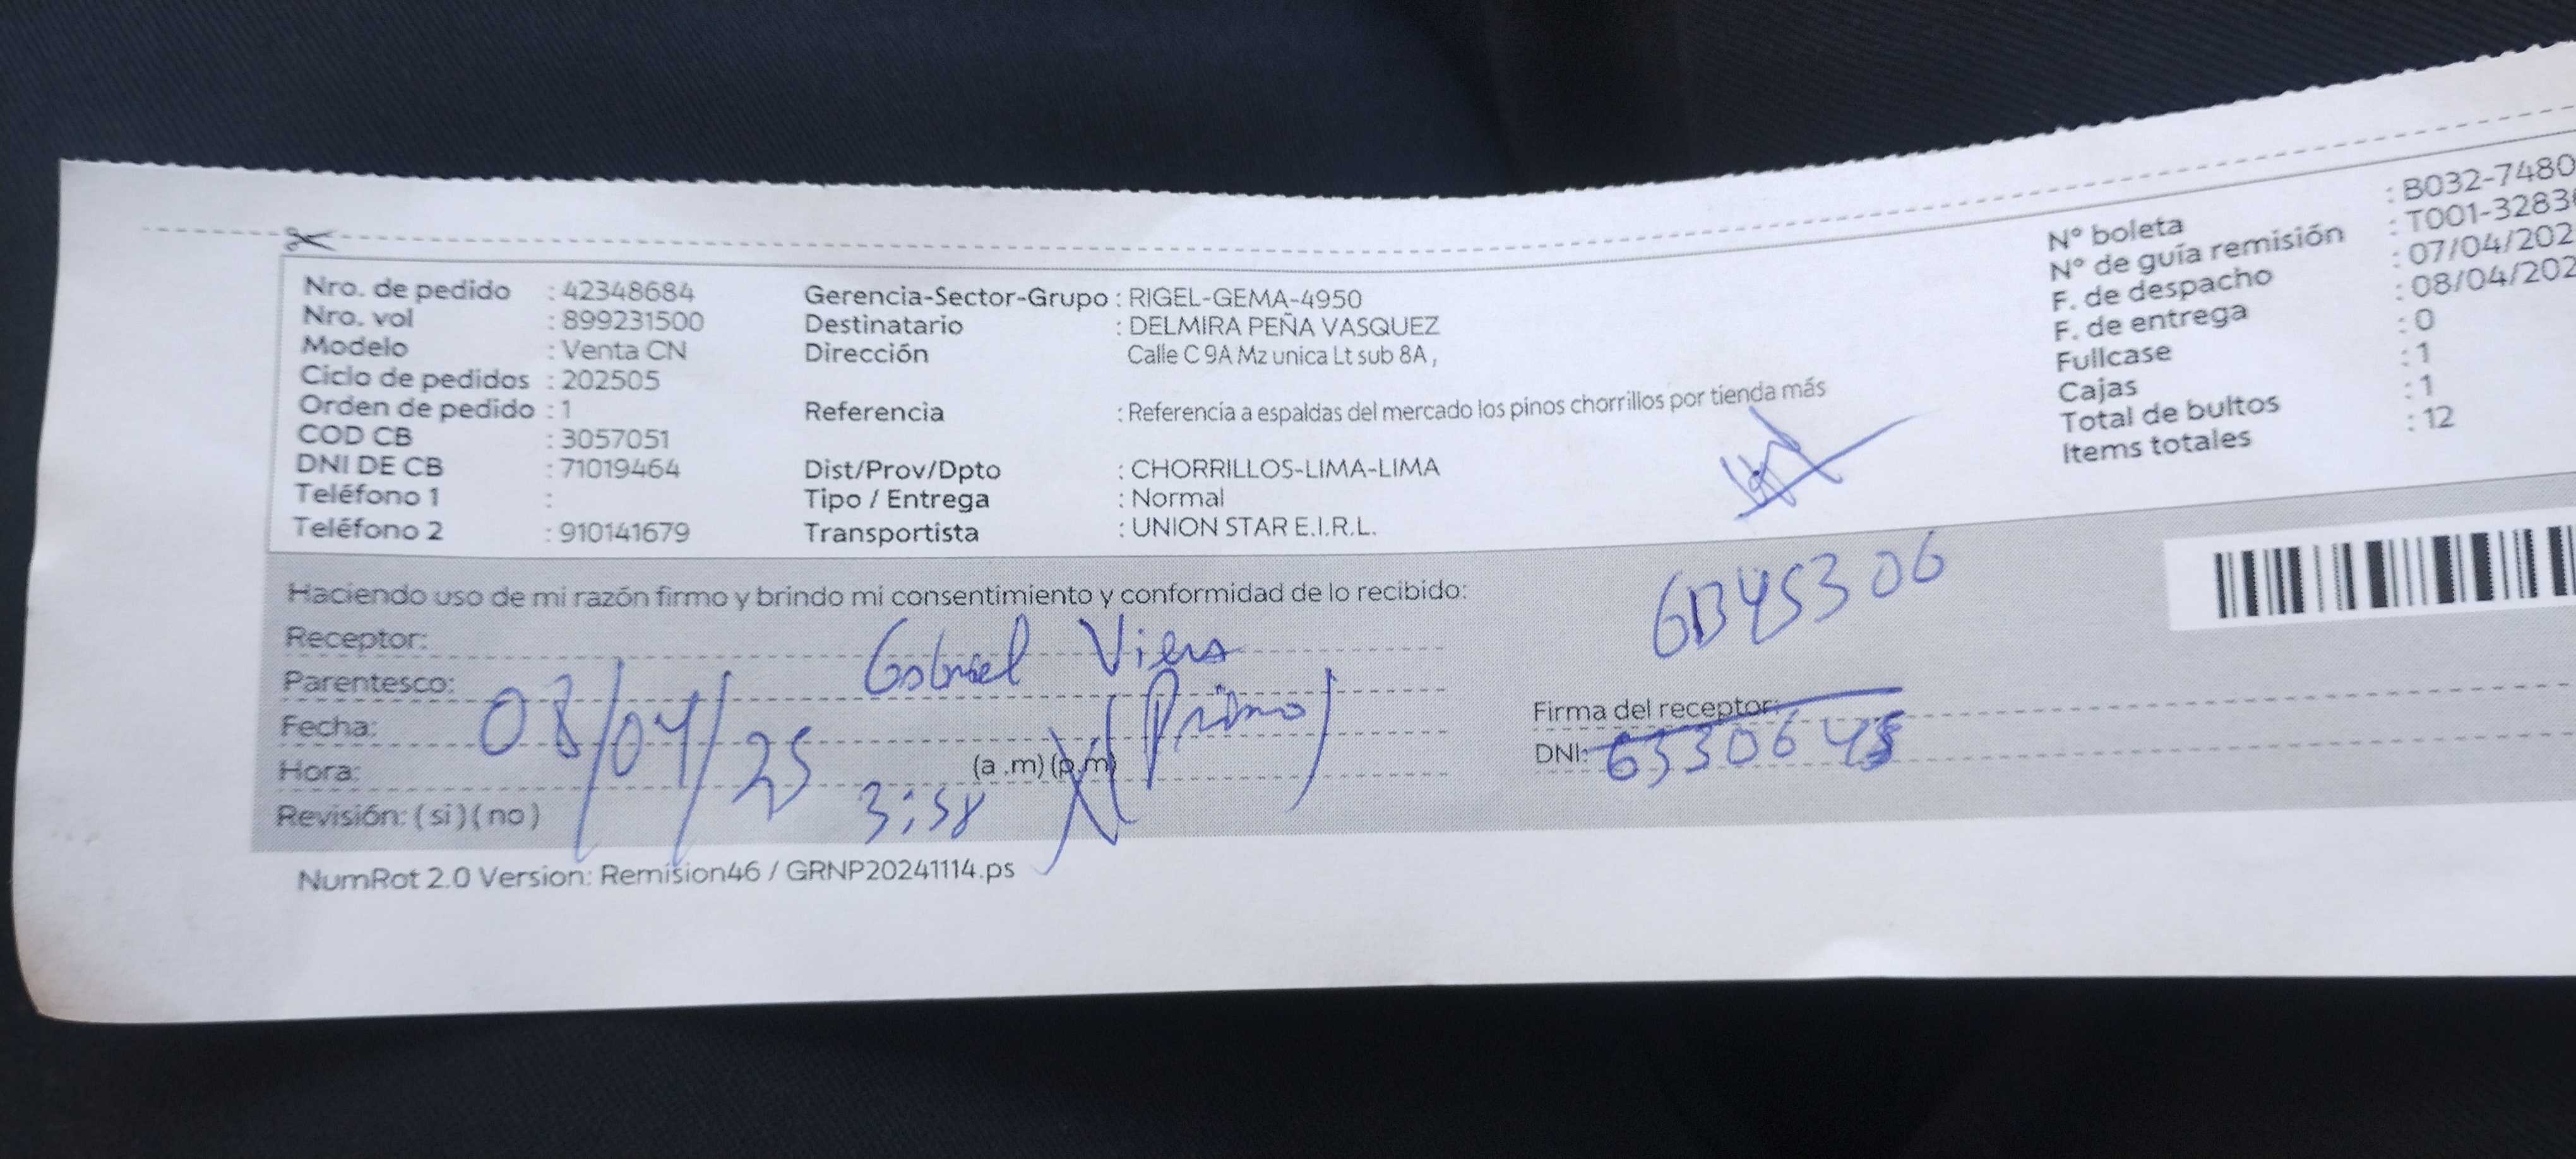 Nro. de pedido : 42348684
Nro. vol : 899231500
Modelo : Venta CN
Ciclo de pedidos : 202505
Orden de pedido : 1
COD CB : 3057051
DNI DE CB : 71019464
Teléfono 1 :
Teléfono 2 : 910141679
Gerencia-Sector-Grupo : RIGEL-GEMA-4950
Destinatario : DELMIRA PEÑA VASQUEZ
Dirección Calle C 9A Mz unica Lt sub 8A ,
Referencia : Referencia a espaldas del mercado los pinos chorrillos por tienda más
Dist/Prov/Dpto : CHORRILLOS-LIMA-LIMA
Tipo / Entrega : Normal
Transportista : UNION STAR E.I.R.L.
N° boleta : B032-7480
N° de guía remisión : T001-3283
F. de despacho : 07/04/202
F. de entrega : 08/04/202
Fullcase : 0
Cajas : 1
Total de bultos : 1
Items totales : 12
Haciendo uso de mi razón firmo y brindo mi consentimiento y conformidad de lo recibido:
Receptor: Gabriel
Parentesco: (Primo)
Fecha: 08/04/25
Hora: 3:58 (a .m) (p.m)
Revisión: ( si ) ( no )
Firma del receptor:
DNI:
NumRot 2.0 Version: Remision46 / GRNP20241114.ps